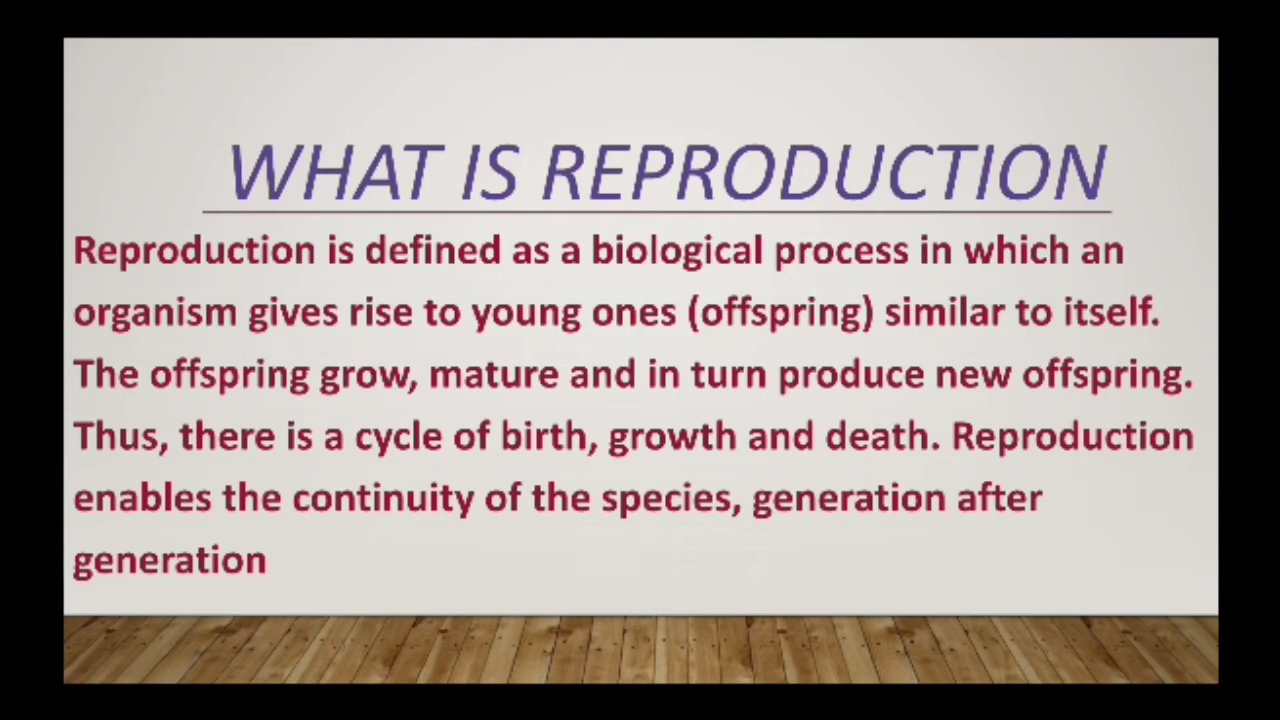 WHAT IS REPRODUCTION
Reproduction is defined as a biological process in which an
organism gives rise to young ones (offspring) similar to itself.
The offspring grow, mature and in turn produce new offspring.
Thus, there is a cycle of birth, growth and death. Reproduction
enables the continuity of the species, generation after
generation